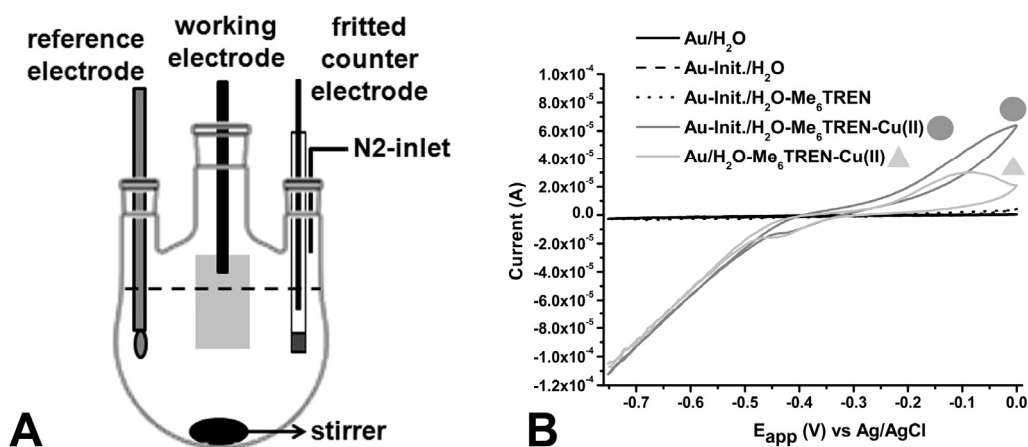 reference
electrode
working
electrode
fritted
counter
electrode
N2-inlet
stirrer
A
Au/H₂O
Au-Init./H₂O
Au-Init./H₂O-Me₆TREN
Au-Init./H₂O-Me₆TREN-Cu(II)
Au/H₂O-Me₆TREN-Cu(II)
1.0x10⁻⁴
8.0x10⁻⁵
6.0x10⁻⁵
4.0x10⁻⁵
2.0x10⁻⁵
0.0
-2.0x10⁻⁵
-4.0x10⁻⁵
-6.0x10⁻⁵
-8.0x10⁻⁵
-1.0x10⁻⁴
-1.2x10⁻⁴
Current (A)
-0.7 -0.6 -0.5 -0.4 -0.3 -0.2 -0.1 0.0
E_app (V) vs Ag/AgCl
B